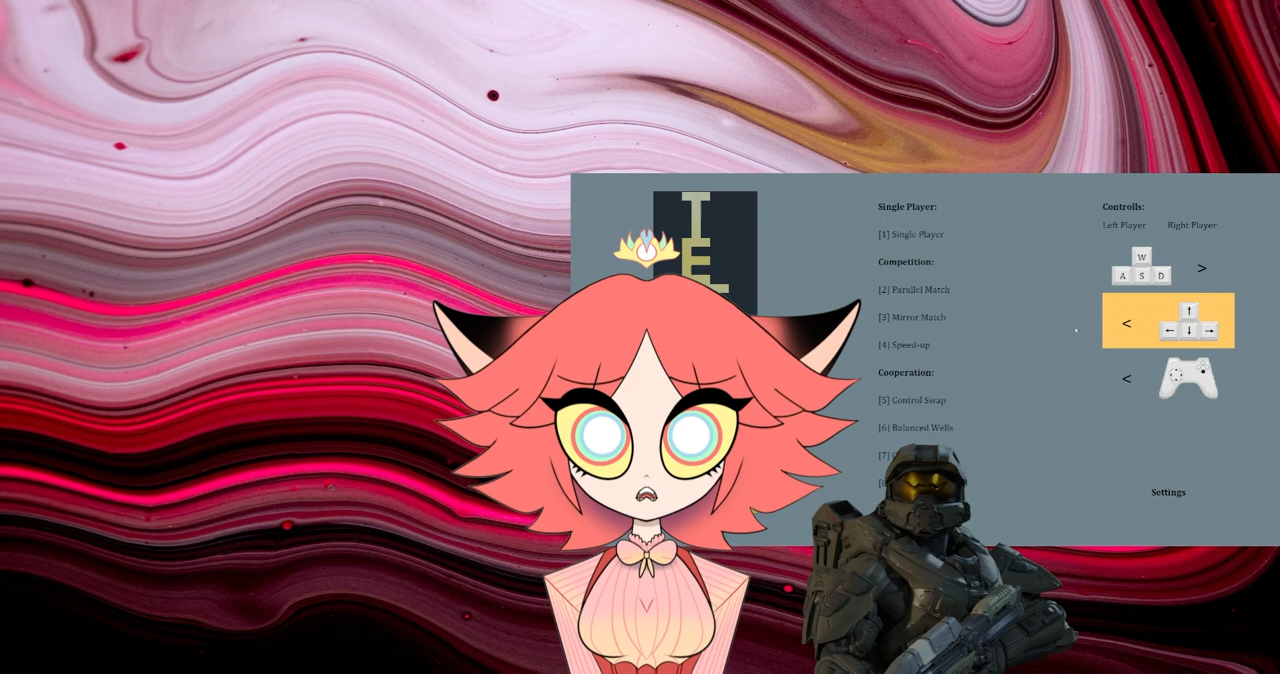 T
E
Single Player:
[1] Single Player
Competition:
[2] Parallel Match
[3] Mirror Match
[4] Speed-up
Cooperation:
[5] Control Swap
[6] Balanced Wells
[7]
Controlls:
Left Player Right Player
W >
A S D
< ↑
← ↓ →
<
Settings